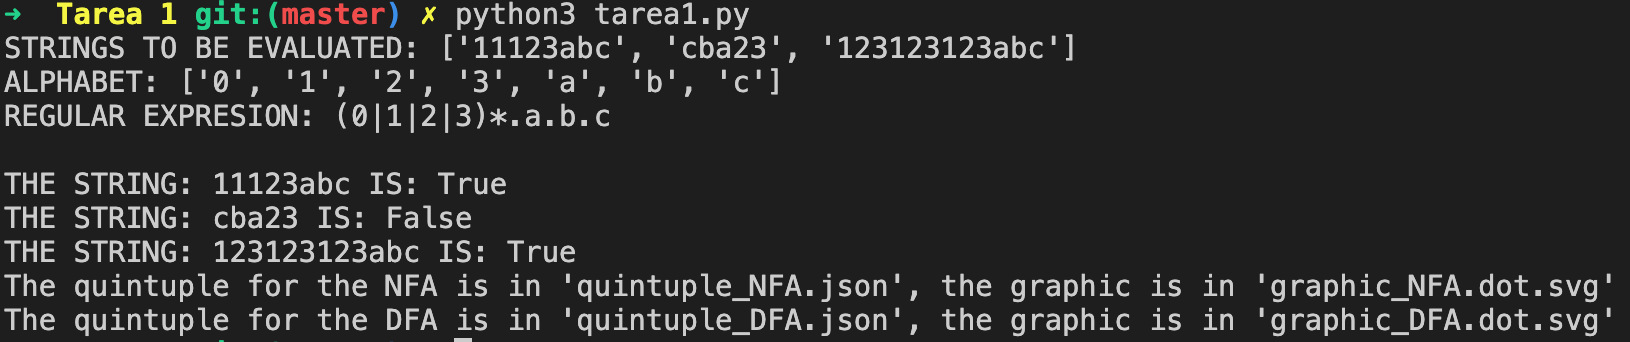 ➜  Tarea 1 git:(master) ✗ python3 tarea1.py
STRINGS TO BE EVALUATED: ['11123abc', 'cba23', '123123123abc']
ALPHABET: ['0', '1', '2', '3', 'a', 'b', 'c']
REGULAR EXPRESION: (0|1|2|3)*.a.b.c
THE STRING: 11123abc IS: True
THE STRING: cba23 IS: False
THE STRING: 123123123abc IS: True
The quintuple for the NFA is in 'quintuple_NFA.json', the graphic is in 'graphic_NFA.dot.svg'
The quintuple for the DFA is in 'quintuple_DFA.json', the graphic is in 'graphic_DFA.dot.svg'